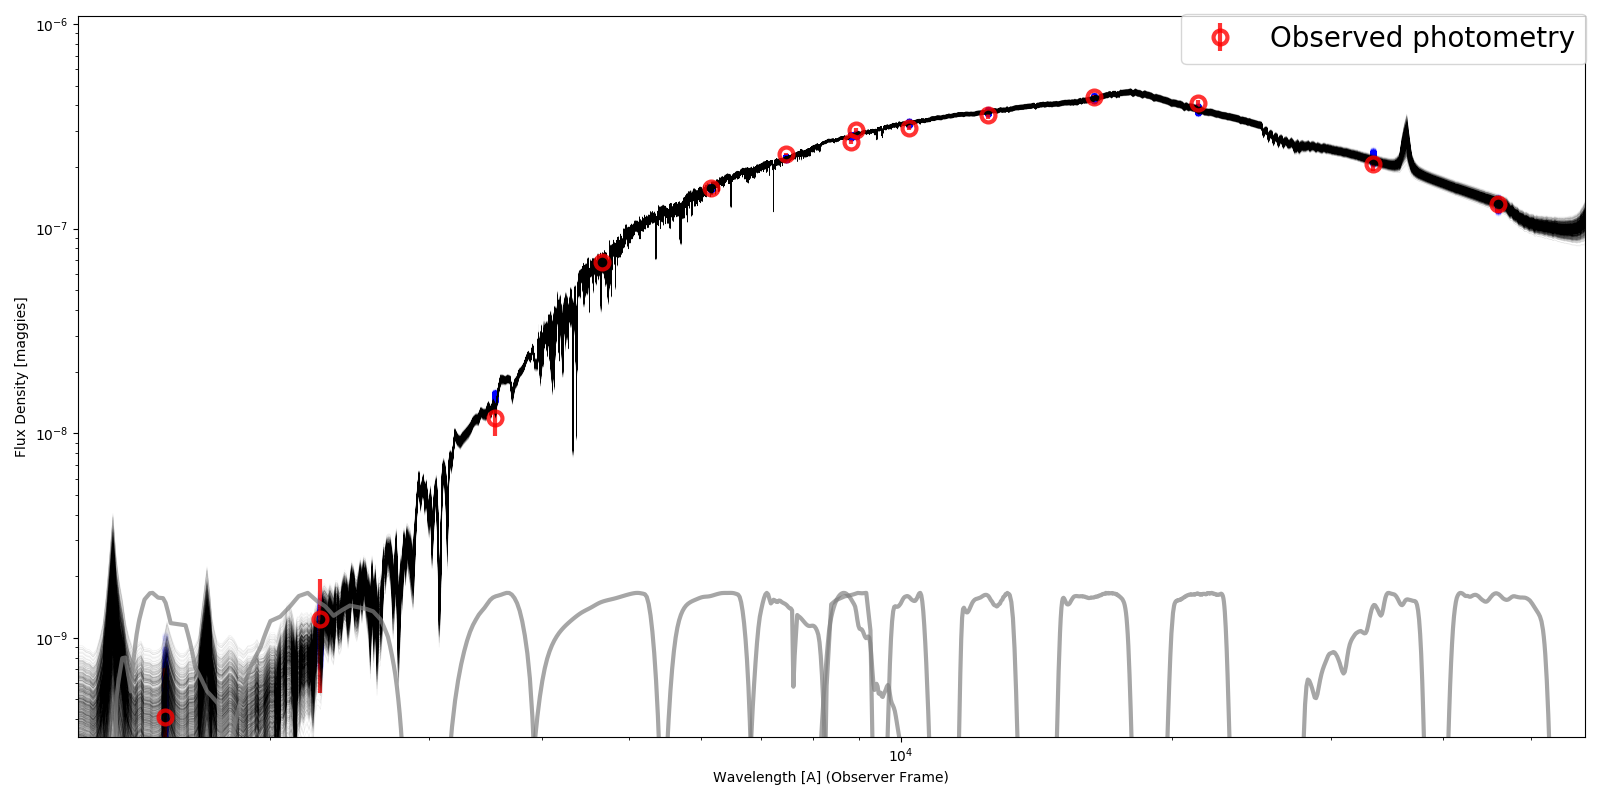 Observed photometry
10⁻⁶
10⁻⁷
10⁻⁸
10⁻⁹
Flux Density [maggies]
10⁴
Wavelength [A] (Observer Frame)